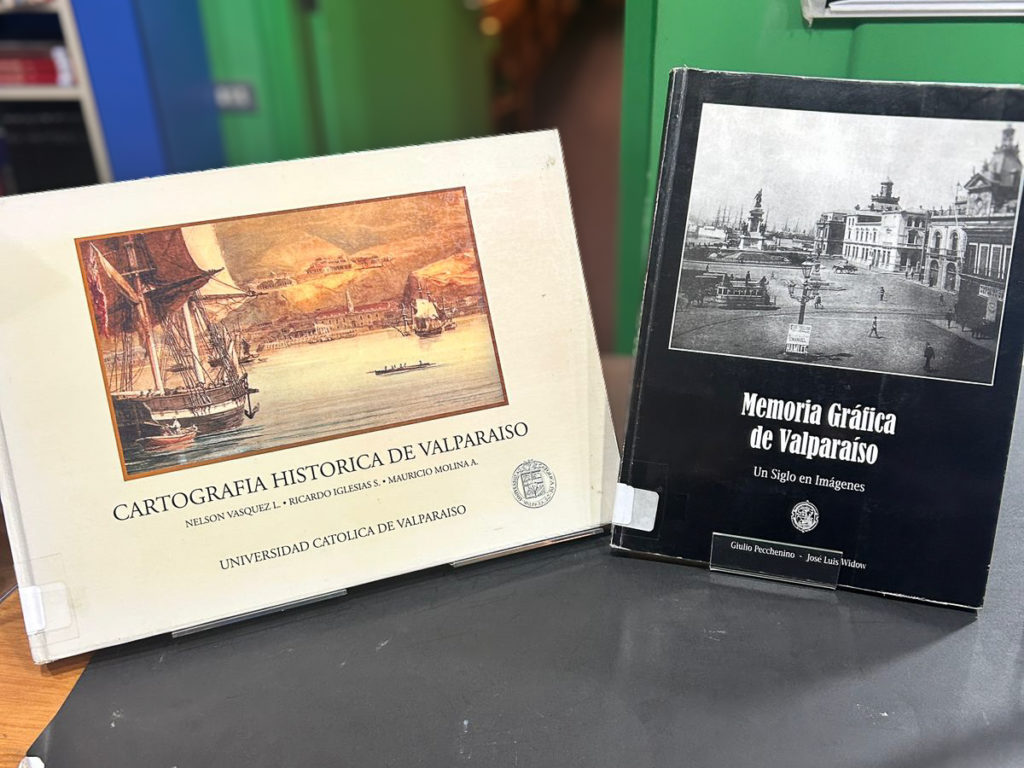 CARTOGRAFIA HISTORICA DE VALPARAISO
NELSON VASQUEZ L. • RICARDO IGLESIAS S. • MAURICIO MOLINA A.
UNIVERSIDAD CATOLICA DE VALPARAISO
HAMLET
Memoria Gráfica
de Valparaíso
Un Siglo en Imágenes
Giulio Pecchenino - José Luis Widow